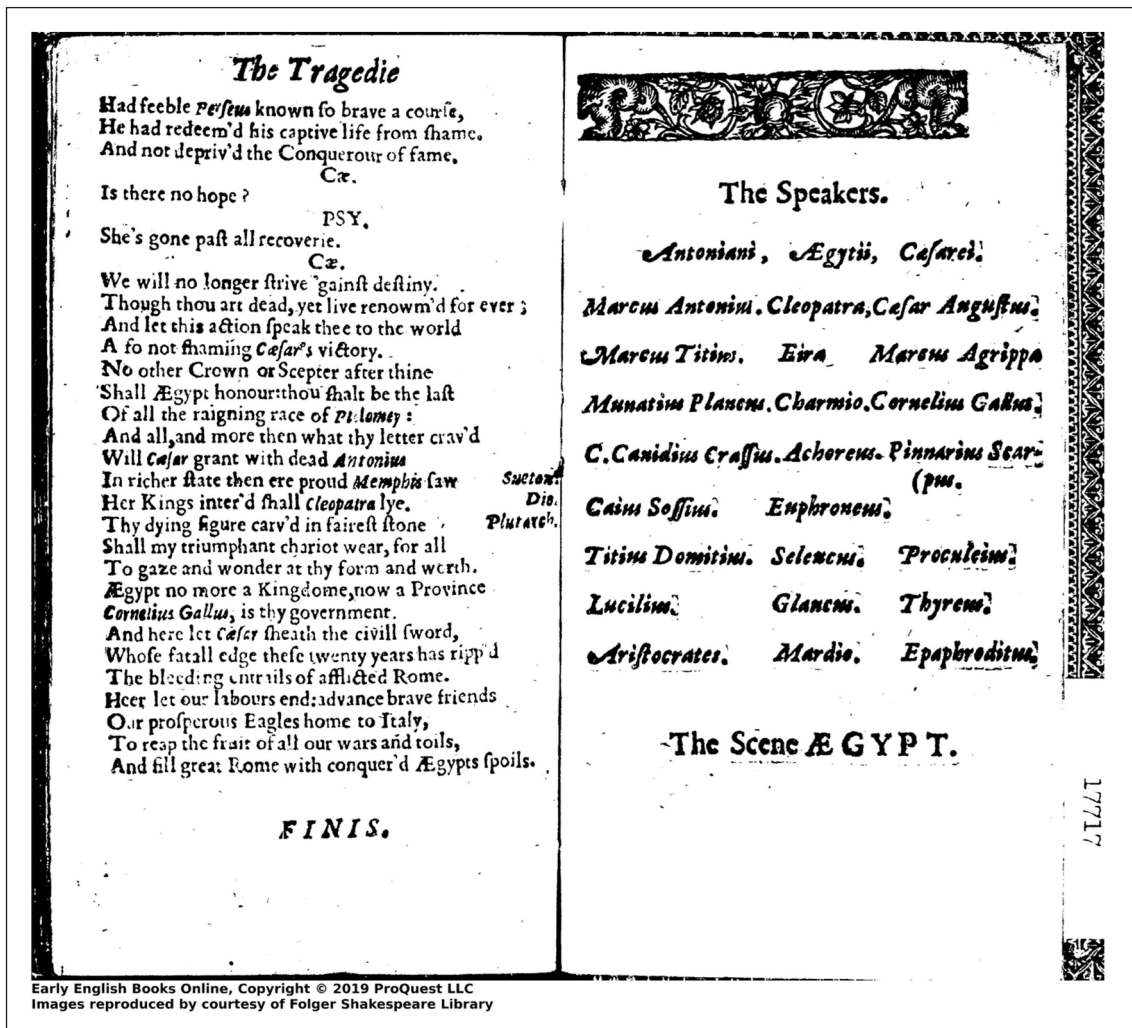 The Tragedie
Had feeble Perſeus known ſo brave a courſe,
He had redeem'd his captive life from ſhame.
And not depriv'd the Conquerour of fame.
Cæ.
Is there no hope?
PSY.
She's gone paſt all recoverie.
Cæ.
We will no longer ſtrive 'gainſt deſtiny.
Though thou art dead, yet live renowm'd for ever;
And let this action ſpeak thee to the world
A fo not ſhaming Cæſar's victory.
No other Crown or Scepter after thine
Shall Ægypt honour:thou ſhalt be the laſt
Of all the raigning race of Ptolomey:
And all,and more then what thy letter crav'd
Will Cæſar grant with dead Antonius
In richer ſtate then ere proud Memphis ſaw
Her Kings inter'd ſhall Cleopatra lye.
Thy dying figure carv'd in faireſt ſtone
Shall my triumphant chariot wear, for all
To gaze and wonder at thy form and worth.
Ægypt no more a Kingdome,now a Province
Cornelius Gallus, is thy government.
And here let Cæſar ſheath the civill ſword,
Whoſe fatall edge theſe twenty years has ripp'd
The bleeding entrails of afflicted Rome.
Heer let our labours end:advance brave friends
Our proſperous Eagles home to Italy,
To reap the fruit of all our wars and toils,
And fill great Rome with conquer'd Ægypts ſpoils.
Sueton.
Dio.
Plutarch.
FINIS.
The Speakers.
Antoniani, Ægytii, Cæſarei.
Marcus Antonius. Cleopatra, Cæſar Auguſtus.
Marcus Titius. Eira Marcus Agrippa
Munatius Plancus. Charmio. Cornelius Gallus.
C.Canidius Craſſus. Achoreus. Pinnarius Scar-
(pus.
Caius Soſſius. Euphroneus.
Titius Domitius. Seleucus. Proculeius.
Lucilius. Glaucus. Thyreus.
Ariſtocrates. Mardio. Epaphroditus.
The Scene ÆGYPT.
17717
Early English Books Online, Copyright © 2019 ProQuest LLC
Images reproduced by courtesy of Folger Shakespeare Library